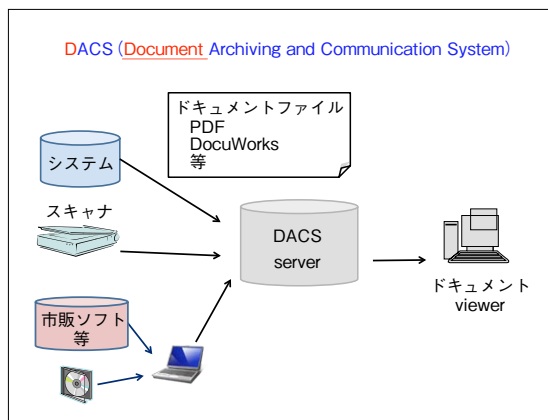 DACS（Document Archiving and Communication System）
ドキュメントファイル
PDF
DocuWorks
等
システム
スキャナ
DACS
server
ドキュメント
viewer
市販ソフト
等